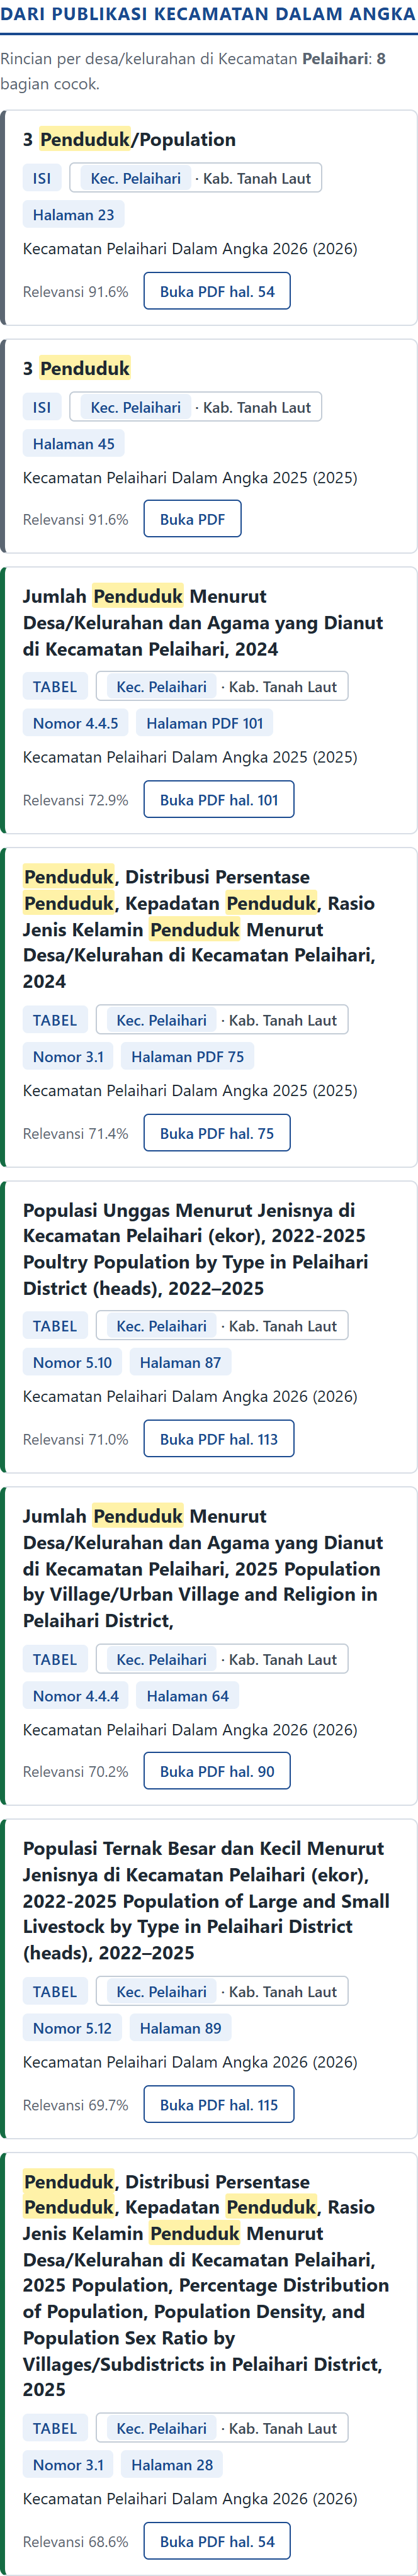 DARI PUBLIKASI KECAMATAN DALAM ANGKA
Rincian per desa/kelurahan di Kecamatan Pelaihari: 8
bagian cocok.
3 Penduduk/Population
ISI Kec. Pelaihari · Kab. Tanah Laut
Halaman 23
Kecamatan Pelaihari Dalam Angka 2026 (2026)
Relevansi 91.6% Buka PDF hal. 54
3 Penduduk
ISI Kec. Pelaihari · Kab. Tanah Laut
Halaman 45
Kecamatan Pelaihari Dalam Angka 2025 (2025)
Relevansi 91.6% Buka PDF
Jumlah Penduduk Menurut
Desa/Kelurahan dan Agama yang Dianut
di Kecamatan Pelaihari, 2024
TABEL Kec. Pelaihari · Kab. Tanah Laut
Nomor 4.4.5 Halaman PDF 101
Kecamatan Pelaihari Dalam Angka 2025 (2025)
Relevansi 72.9% Buka PDF hal. 101
Penduduk, Distribusi Persentase
Penduduk, Kepadatan Penduduk, Rasio
Jenis Kelamin Penduduk Menurut
Desa/Kelurahan di Kecamatan Pelaihari,
2024
TABEL Kec. Pelaihari · Kab. Tanah Laut
Nomor 3.1 Halaman PDF 75
Kecamatan Pelaihari Dalam Angka 2025 (2025)
Relevansi 71.4% Buka PDF hal. 75
Populasi Unggas Menurut Jenisnya di
Kecamatan Pelaihari (ekor), 2022-2025
Poultry Population by Type in Pelaihari
District (heads), 2022–2025
TABEL Kec. Pelaihari · Kab. Tanah Laut
Nomor 5.10 Halaman 87
Kecamatan Pelaihari Dalam Angka 2026 (2026)
Relevansi 71.0% Buka PDF hal. 113
Jumlah Penduduk Menurut
Desa/Kelurahan dan Agama yang Dianut
di Kecamatan Pelaihari, 2025 Population
by Village/Urban Village and Religion in
Pelaihari District,
TABEL Kec. Pelaihari · Kab. Tanah Laut
Nomor 4.4.4 Halaman 64
Kecamatan Pelaihari Dalam Angka 2026 (2026)
Relevansi 70.2% Buka PDF hal. 90
Populasi Ternak Besar dan Kecil Menurut
Jenisnya di Kecamatan Pelaihari (ekor),
2022-2025 Population of Large and Small
Livestock by Type in Pelaihari District
(heads), 2022–2025
TABEL Kec. Pelaihari · Kab. Tanah Laut
Nomor 5.12 Halaman 89
Kecamatan Pelaihari Dalam Angka 2026 (2026)
Relevansi 69.7% Buka PDF hal. 115
Penduduk, Distribusi Persentase
Penduduk, Kepadatan Penduduk, Rasio
Jenis Kelamin Penduduk Menurut
Desa/Kelurahan di Kecamatan Pelaihari,
2025 Population, Percentage Distribution
of Population, Population Density, and
Population Sex Ratio by
Villages/Subdistricts in Pelaihari District,
2025
TABEL Kec. Pelaihari · Kab. Tanah Laut
Nomor 3.1 Halaman 28
Kecamatan Pelaihari Dalam Angka 2026 (2026)
Relevansi 68.6% Buka PDF hal. 54